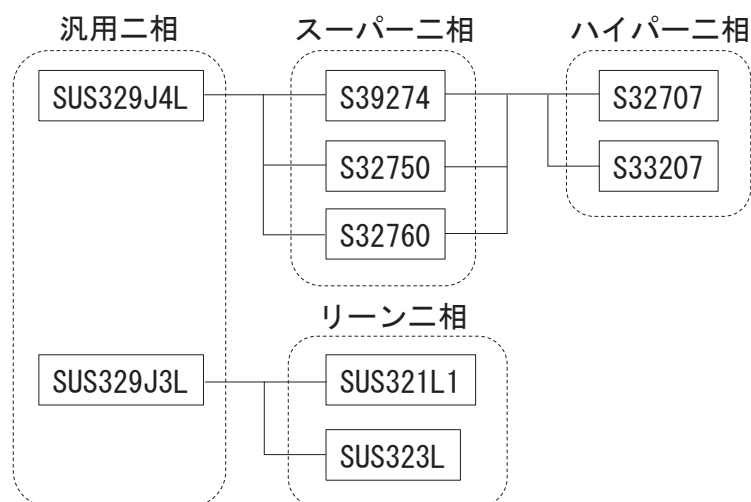 汎用二相
スーパー二相
ハイパー二相
SUS329J4L
S39274
S32707
S32750
S33207
S32760
リーン二相
SUS329J3L
SUS321L1
SUS323L